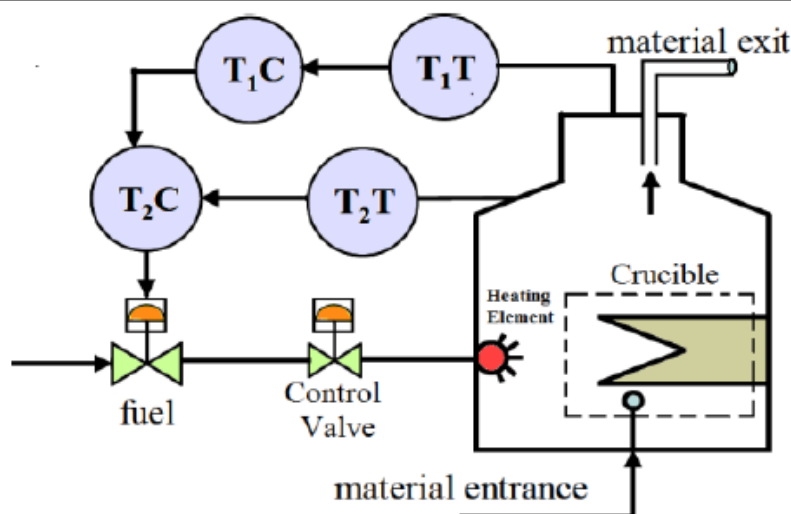 material exit
T₁C
T₁T
T₂C
T₂T
Crucible
Heating
Element
fuel
Control
Valve
material entrance